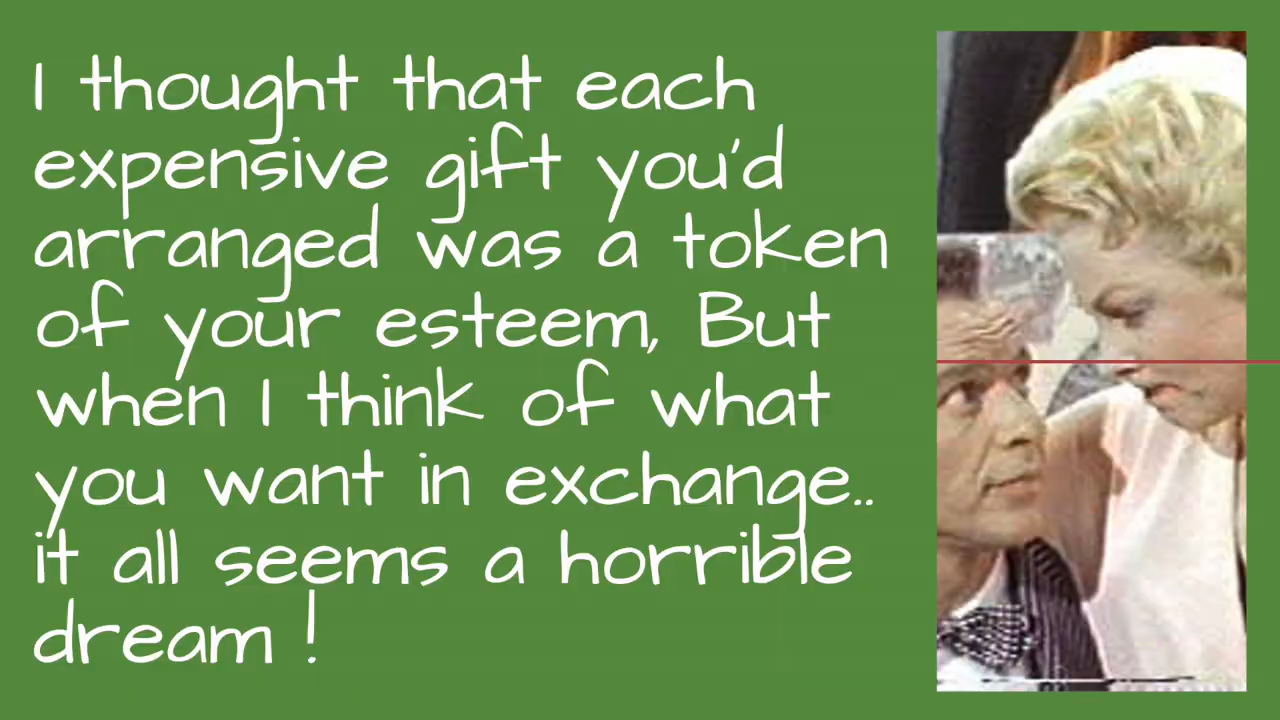 I thought that each
expensive gift you'd
arranged was a token
of your esteem, But
when I think of what
you want in exchange..
it all seems a horrible
dream !